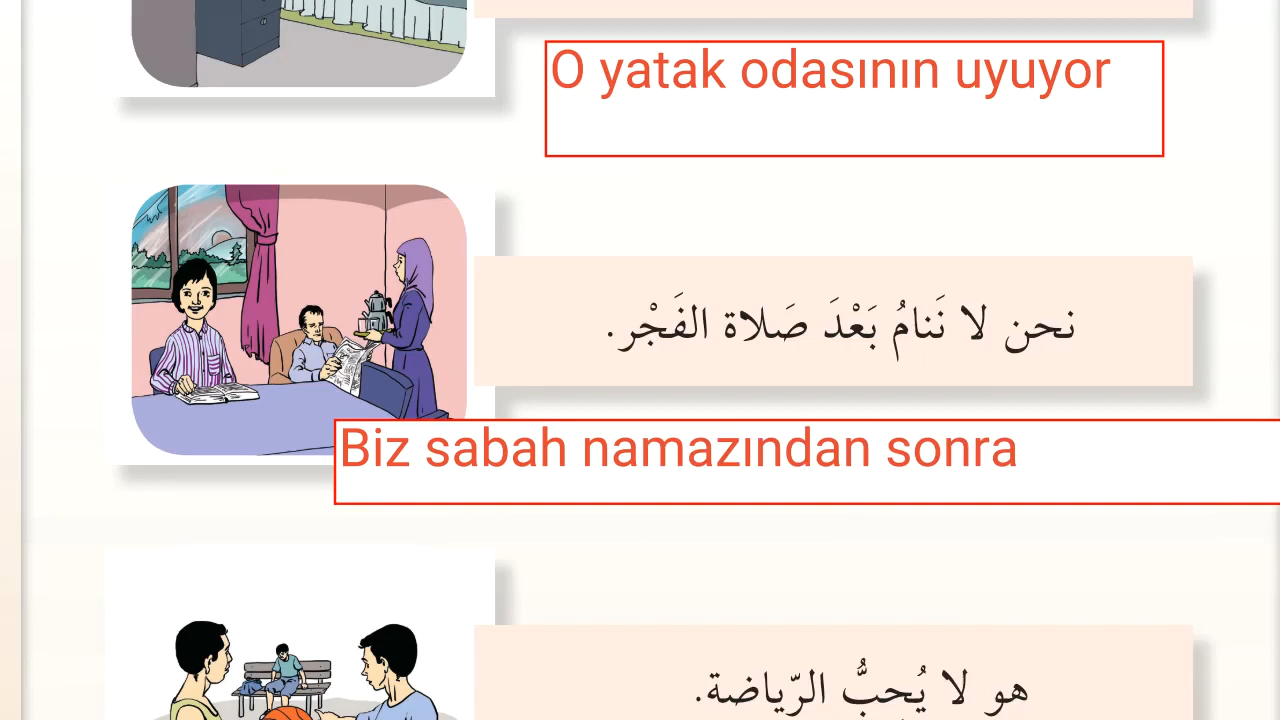 O yatak odasının uyuyor
نحن لا نَنامُ بَعْدَ صَلاة الفَجْر.
Biz sabah namazından sonra
هو لا يُحِبُّ الرّياضة.